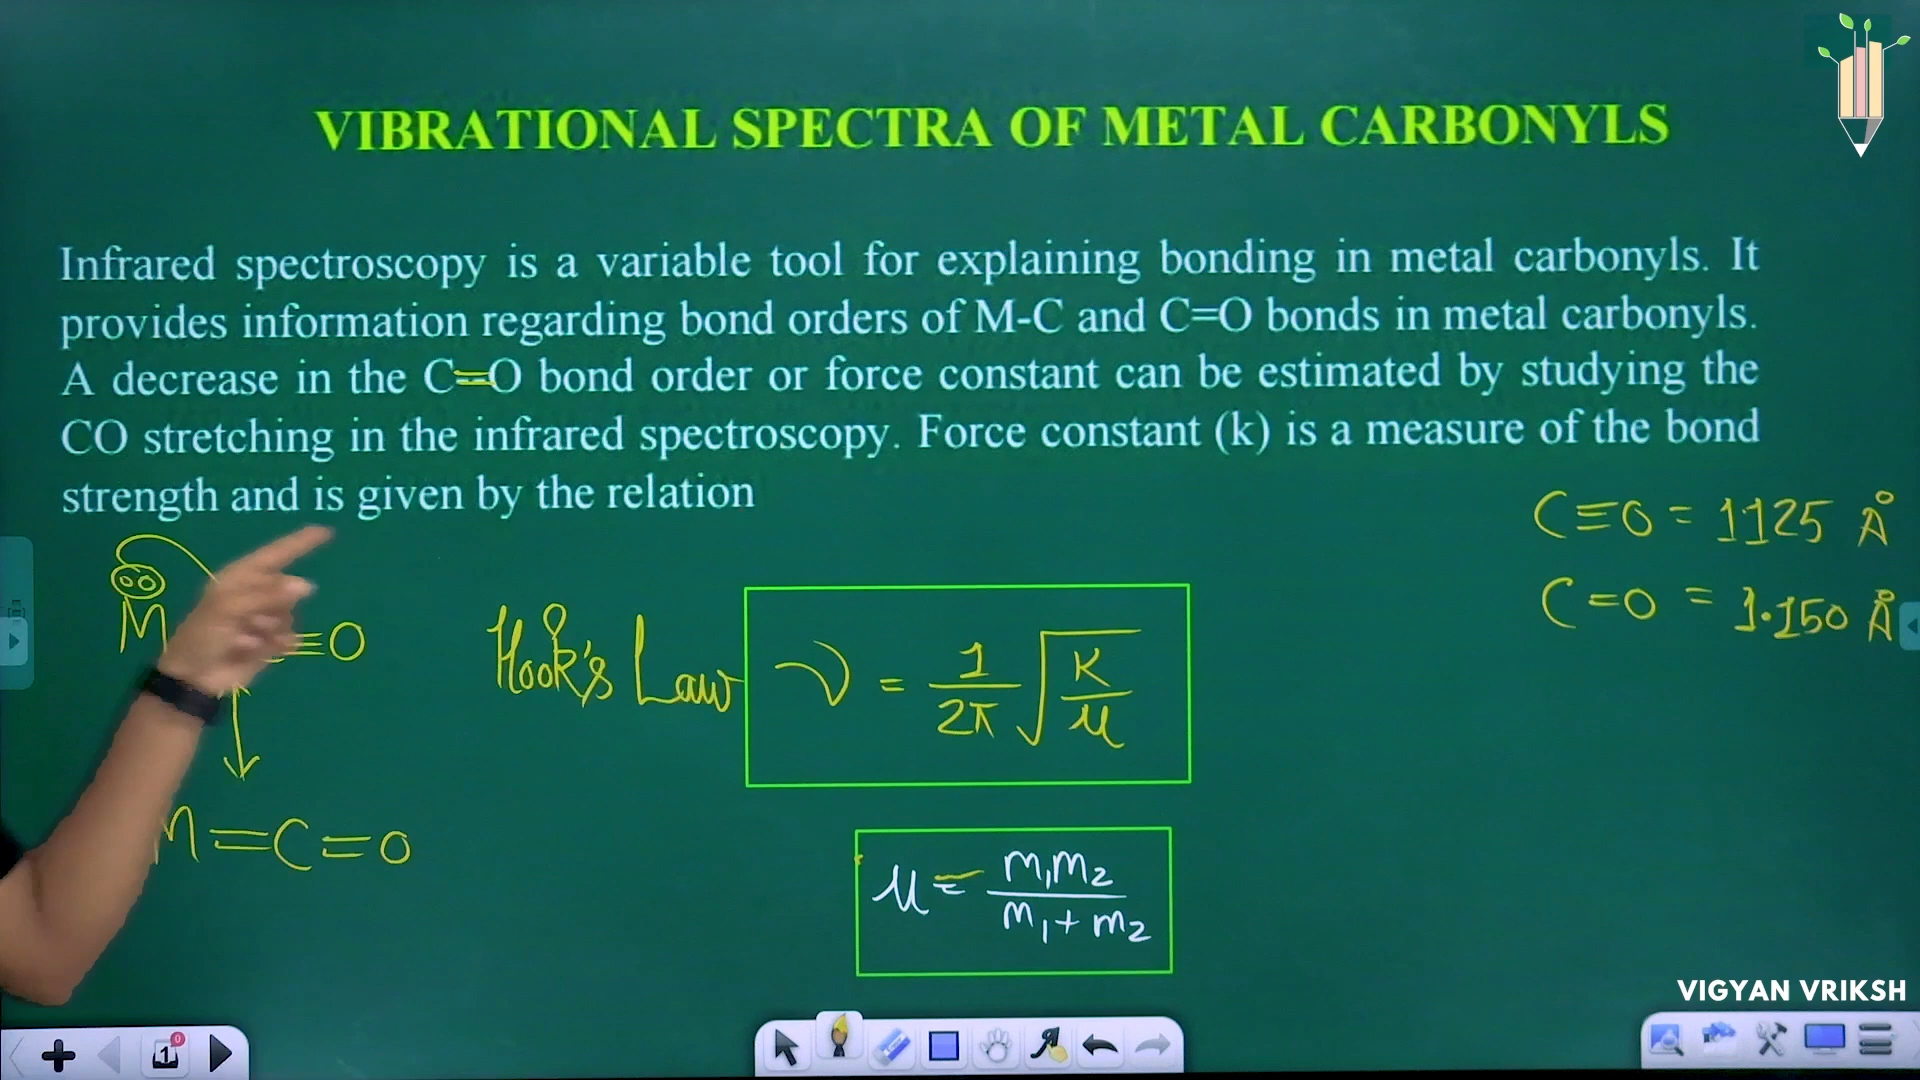 VIBRATIONAL SPECTRA OF METAL CARBONYLS
Infrared spectroscopy is a variable tool for explaining bonding in metal carbonyls. It
provides information regarding bond orders of M-C and C=O bonds in metal carbonyls.
A decrease in the C=O bond order or force constant can be estimated by studying the
CO stretching in the infrared spectroscopy. Force constant (k) is a measure of the bond
strength and is given by the relation
C≡O = 1.125 Å
C=O = 1.150 Å
M ≡O
Hook's Law ν = 1/2π √K/μ
M=C=O
μ = m₁m₂/m₁+m₂
VIGYAN VRIKSH
1
0